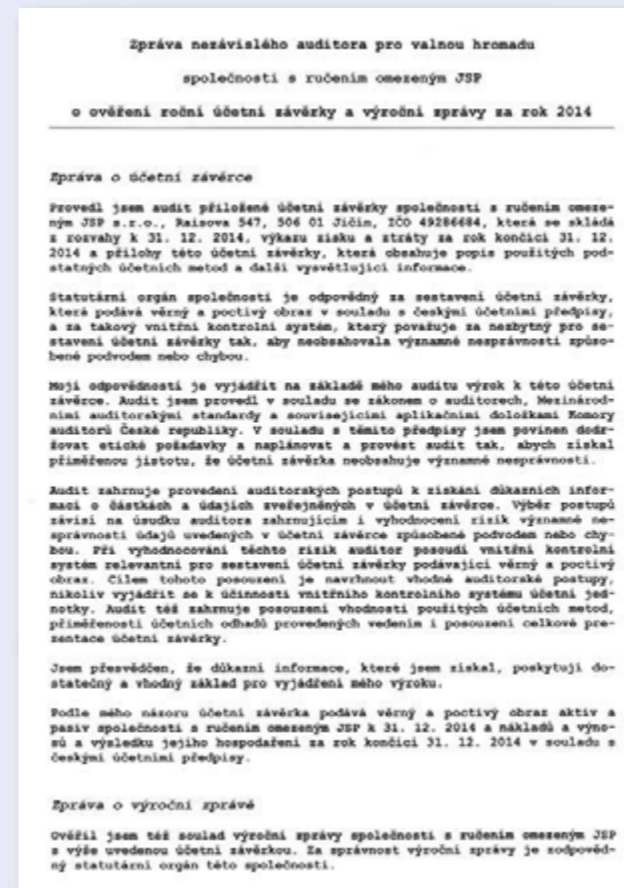 Zpráva nezávislého auditora pro valnou hromadu
společnosti s ručením omezeným JSP
o ověření roční účetní závěrky a výroční zprávy za rok 2014
Zpráva o účetní závěrce
Provedl jsem audit přiložené účetní závěrky společnosti s ručením omeze-
ným JSP s.r.o., Raisova 547, 506 01 Jičín, IČO 49286684, která se skládá
z rozvahy k 31. 12. 2014, výkazu zisku a ztráty za rok končící 31. 12.
2014 a přílohy této účetní závěrky, která obsahuje popis použitých pod-
statných účetních metod a další vysvětlující informace.
Statutární orgán společnosti je odpovědný za sestavení účetní závěrky,
která podává věrný a poctivý obraz v souladu s českými účetními předpisy,
a za takový vnitřní kontrolní systém, který považuje za nezbytný pro se-
stavení účetní závěrky tak, aby neobsahovala významné nesprávnosti způso-
bené podvodem nebo chybou.
Mojí odpovědností je vyjádřit na základě mého auditu výrok k této účetní
závěrce. Audit jsem provedl v souladu se zákonem o auditorech, Mezinárod-
ními auditorskými standardy a souvisejícími aplikačními doložkami Komory
auditorů České republiky. V souladu s těmito předpisy jsem povinen dodr-
žovat etické požadavky a naplánovat a provést audit tak, abych získal
přiměřenou jistotu, že účetní závěrka neobsahuje významné nesprávnosti.
Audit zahrnuje provedení auditorských postupů k získání důkazních infor-
mací o částkách a údajích zveřejněných v účetní závěrce. Výběr postupů
závisí na úsudku auditora zahrnujícím i vyhodnocení rizik významné ne-
správnosti údajů uvedených v účetní závěrce způsobené podvodem nebo chy-
bou. Při vyhodnocování těchto rizik auditor posoudí vnitřní kontrolní
systém relevantní pro sestavení účetní závěrky podávající věrný a poctivý
obraz. Cílem tohoto posouzení je navrhnout vhodné auditorské postupy,
nikoliv vyjádřit se k účinnosti vnitřního kontrolního systému účetní jed-
notky. Audit též zahrnuje posouzení vhodnosti použitých účetních metod,
přiměřenosti účetních odhadů provedených vedením i posouzení celkové pre-
zentace účetní závěrky.
Jsem přesvědčen, že důkazní informace, které jsem získal, poskytují do-
statečný a vhodný základ pro vyjádření mého výroku.
Podle mého názoru účetní závěrka podává věrný a poctivý obraz aktiv a
pasiv společnosti s ručením omezeným JSP k 31. 12. 2014 a nákladů a výno-
sů a výsledku jejího hospodaření za rok končící 31. 12. 2014 v souladu s
českými účetními předpisy.
Zpráva o výroční zprávě
Ověřil jsem též soulad výroční zprávy společnosti s ručením omezeným JSP
s výše uvedenou účetní závěrkou. Za správnost výroční zprávy je zodpověd-
ný statutární orgán této společnosti.